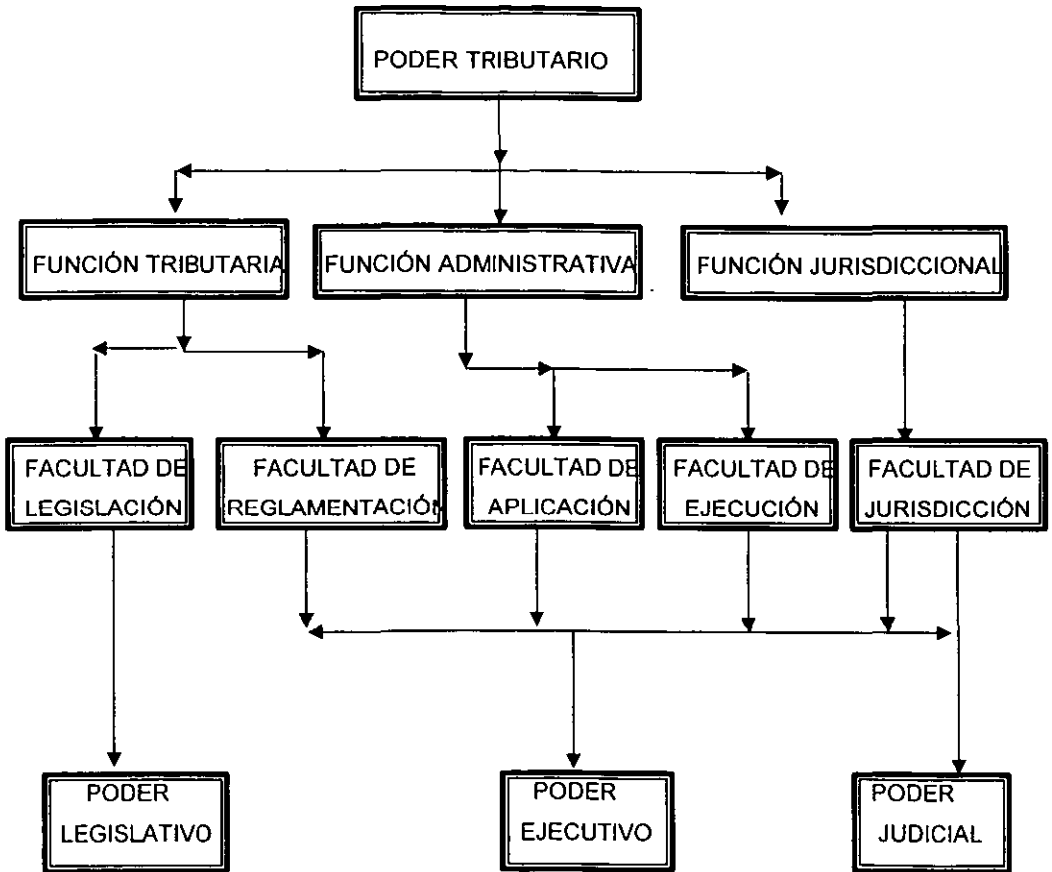 PODER TRIBUTARIO
FUNCIÓN TRIBUTARIA
FUNCIÓN ADMINISTRATIVA
FUNCIÓN JURISDICCIONAL
FACULTAD DE
LEGISLACIÓN
FACULTAD DE
REGLAMENTACIÓN
FACULTAD DE
APLICACIÓN
FACULTAD DE
EJECUCIÓN
FACULTAD DE
JURISDICCIÓN
PODER
LEGISLATIVO
PODER
EJECUTIVO
PODER
JUDICIAL